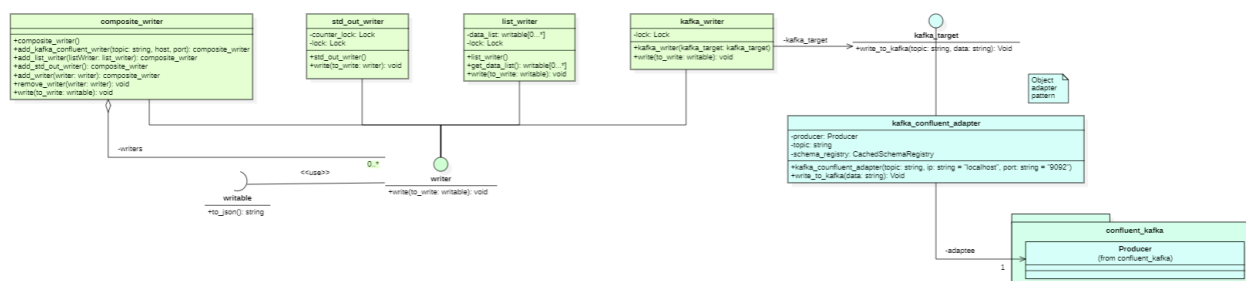 composite_writer
+composite_writer()
+add_kafka_confluent_writer(topic: string, host, port): composite_writer
+add_list_writer(listWriter: list_writer): composite_writer
+add_std_out_writer(): composite_writer
+add_writer(writer: writer): composite_writer
+remove_writer(writer: writer): void
+write(to_write: writable): void
std_out_writer
-counter_lock: Lock
-lock: Lock
+std_out_writer()
+write(to_write: writer): void
list_writer
-data_list: writable[0...*]
-lock: Lock
+list_writer()
+get_data_list(): writable[0...*]
+write(to_write: writable): void
kafka_writer
-lock: Lock
+kafka_writer(kafka_target: kafka_target)
+write(to_write: writable): void
-kafka_target
kafka_target
+write_to_kafka(topic: string, data: string): Void
Object
adapter
pattern
kafka_confluent_adapter
-producer: Producer
-topic: string
-schema_registry: CachedSchemaRegistry
+kafka_counfluent_adapter(topic: string, ip: string = "localhost", port: string = "9092")
+write_to_kafka(data: string): Void
-writers
0..*
<<use>>
writer
+write(to_write: writable): void
writable
+to_json(): string
confluent_kafka
-adaptee
1
Producer
(from confluent_kafka)